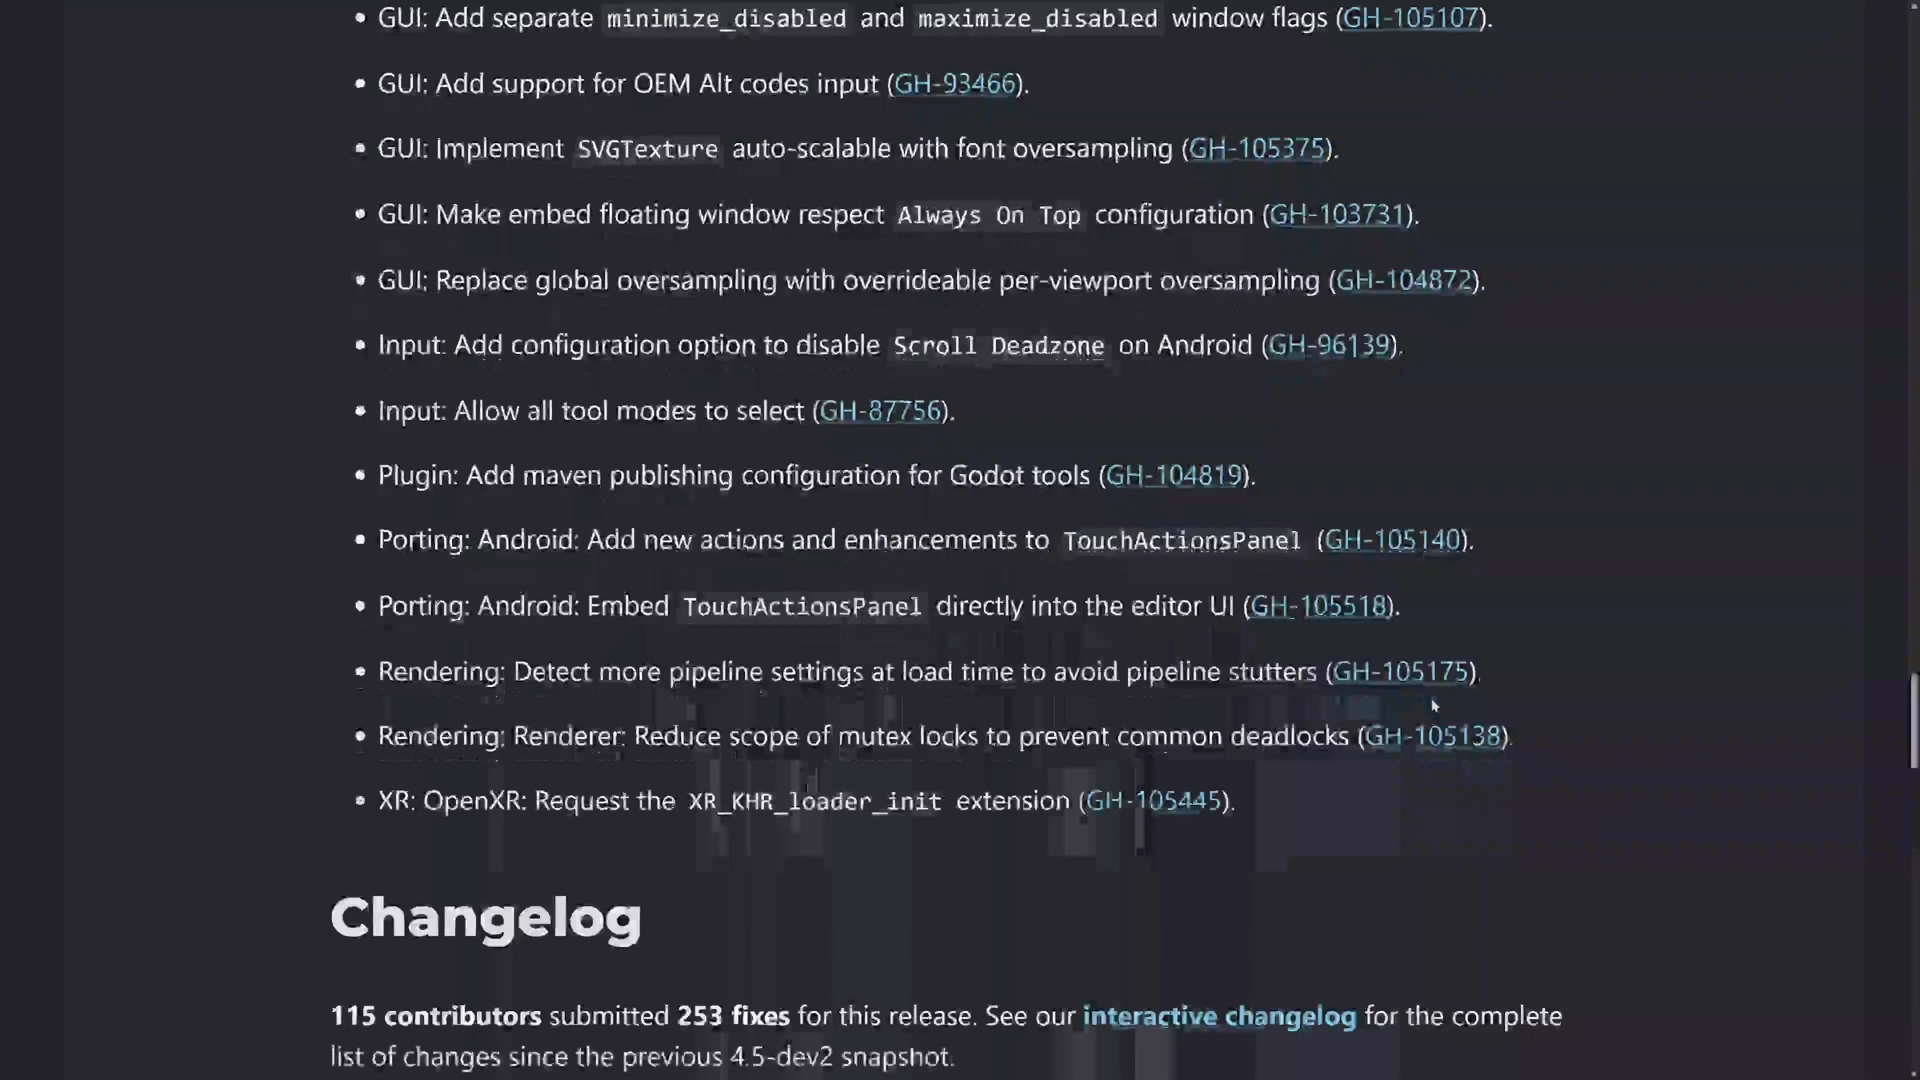 • GUI: Add separate minimize_disabled and maximize_disabled window flags (GH-105107).
• GUI: Add support for OEM Alt codes input (GH-93466).
• GUI: Implement SVGTexture auto-scalable with font oversampling (GH-105375).
• GUI: Make embed floating window respect Always On Top configuration (GH-103731).
• GUI: Replace global oversampling with overrideable per-viewport oversampling (GH-104872).
• Input: Add configuration option to disable Scroll Deadzone on Android (GH-96139).
• Input: Allow all tool modes to select (GH-87756).
• Plugin: Add maven publishing configuration for Godot tools (GH-104819).
• Porting: Android: Add new actions and enhancements to TouchActionsPanel (GH-105140).
• Porting: Android: Embed TouchActionsPanel directly into the editor UI (GH-105518).
• Rendering: Detect more pipeline settings at load time to avoid pipeline stutters (GH-105175).
• Rendering: Renderer: Reduce scope of mutex locks to prevent common deadlocks (GH-105138).
• XR: OpenXR: Request the XR_KHR_loader_init extension (GH-105445).
Changelog
115 contributors submitted 253 fixes for this release. See our interactive changelog for the complete
list of changes since the previous 4.5-dev2 snapshot.